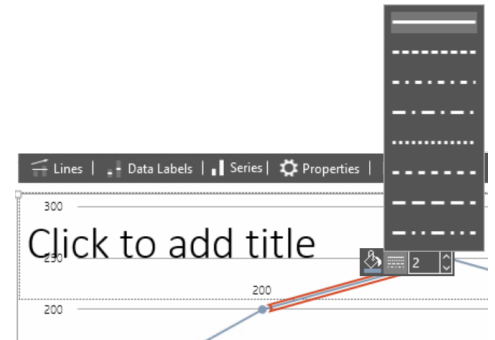 Lines | Data Labels | Series | Properties |
300
Click to add title
250
2
200
200